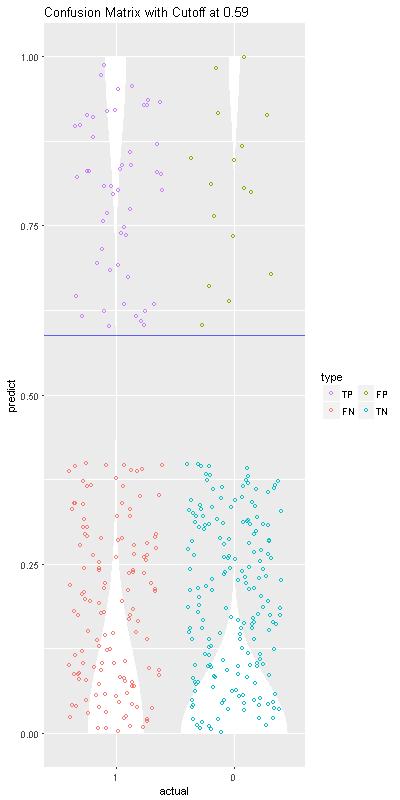 Confusion Matrix with Cutoff at 0.59
1.00
0.75
0.50
0.25
0.00
predict
1 0
actual
type
TP FP
FN TN